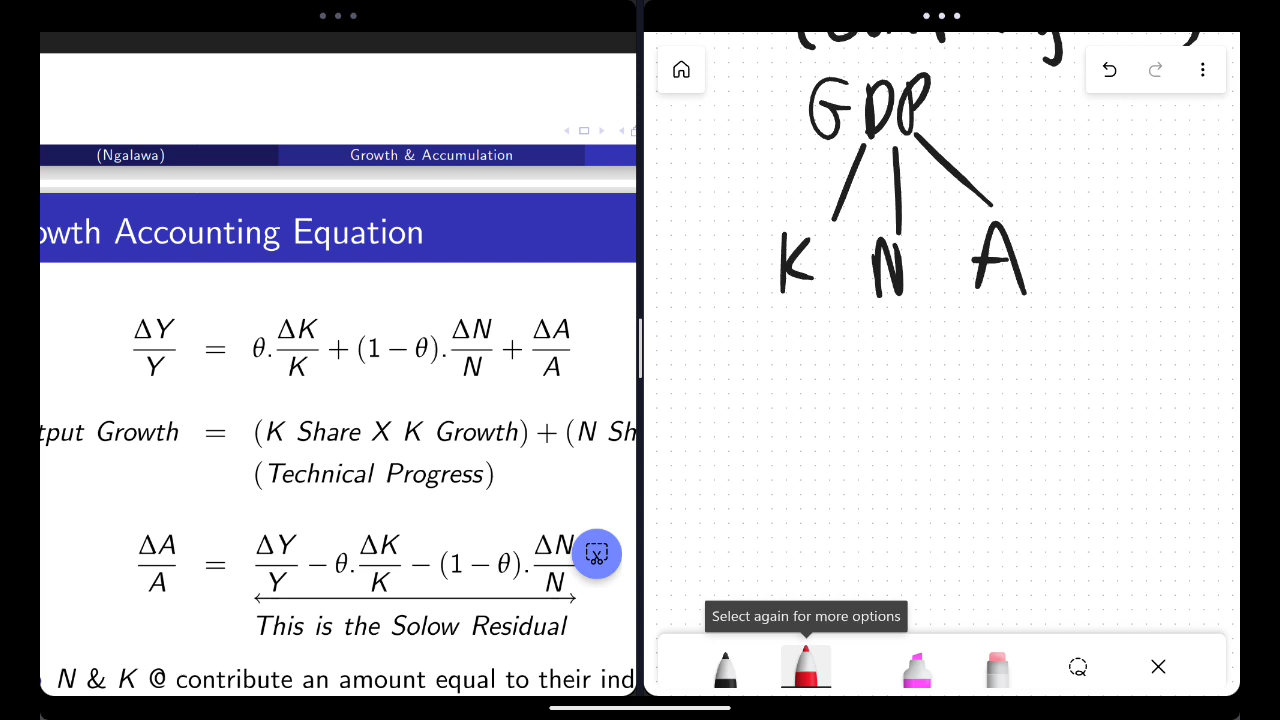 (Ngalawa)
Growth & Accumulation
owth Accounting Equation
ΔY/Y = θ.ΔK/K + (1 − θ).ΔN/N + ΔA/A
tput Growth = (K Share X K Growth) + (N Sh
(Technical Progress)
ΔA/A = ΔY/Y − θ.ΔK/K − (1 − θ).ΔN/N
This is the Solow Residual
N & K @ contribute an amount equal to their ind
GDP
K N A
Select again for more options